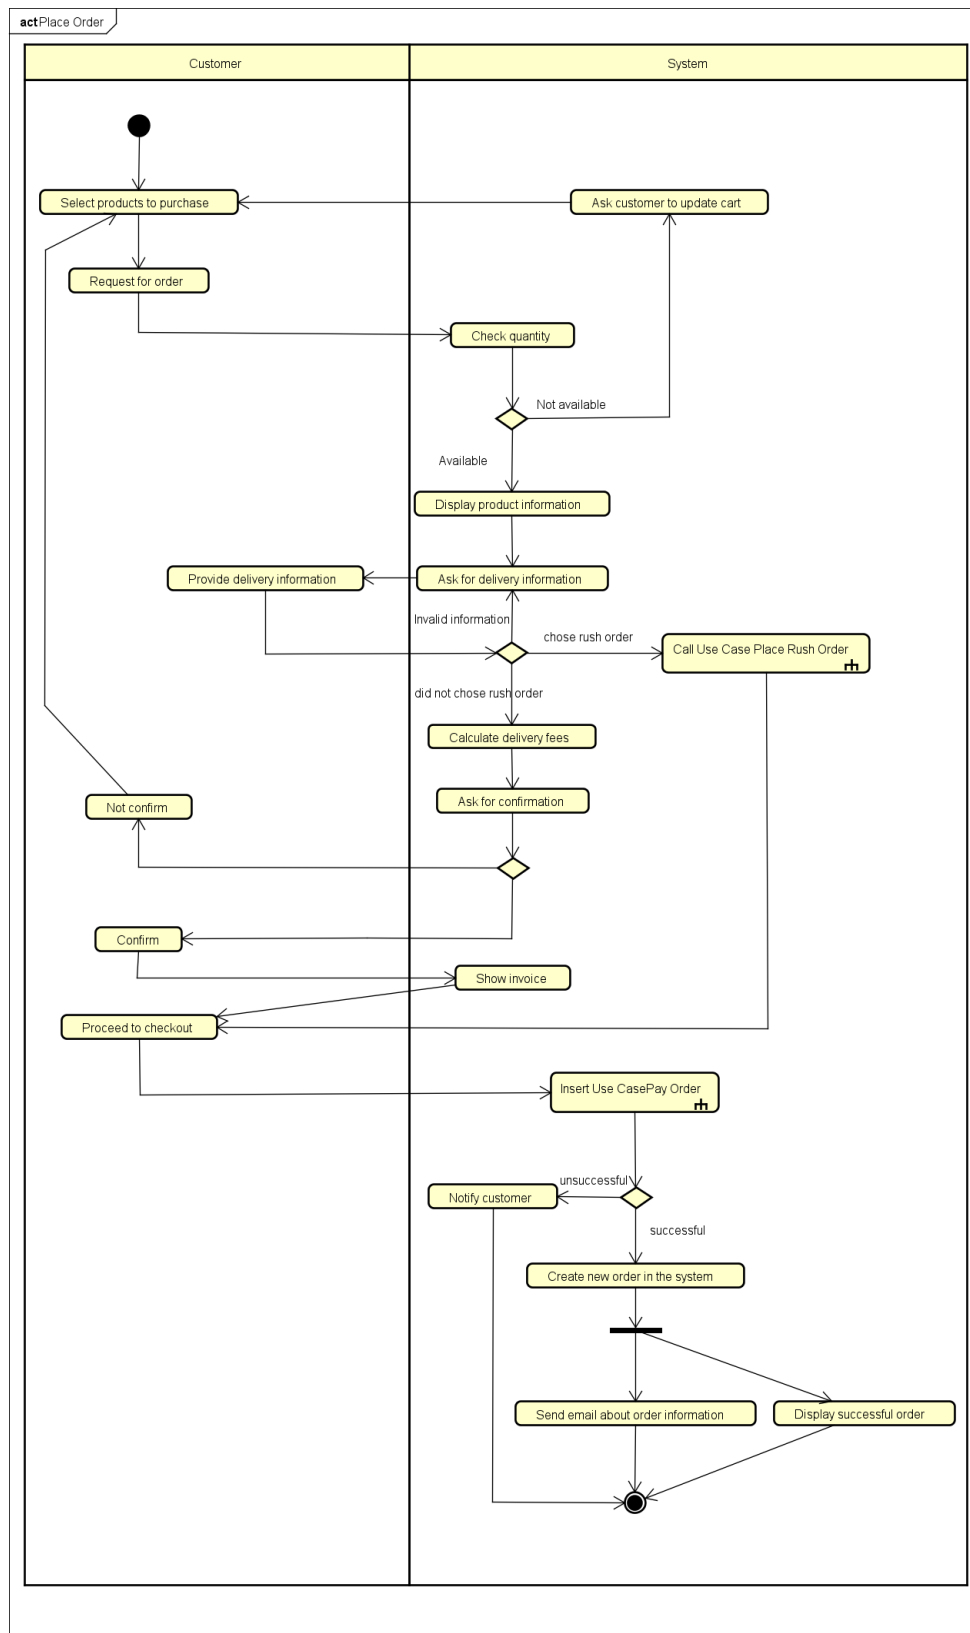 act Place Order
Customer
System
Select products to purchase
Ask customer to update cart
Request for order
Check quantity
Not available
Available
Display product information
Provide delivery information
Ask for delivery information
Invalid information
chose rush order
Call Use Case Place Rush Order
did not chose rush order
Calculate delivery fees
Ask for confirmation
Not confirm
Confirm
Show invoice
Proceed to checkout
Insert Use CasePay Order
unsuccessful
Notify customer
successful
Create new order in the system
Send email about order information
Display successful order